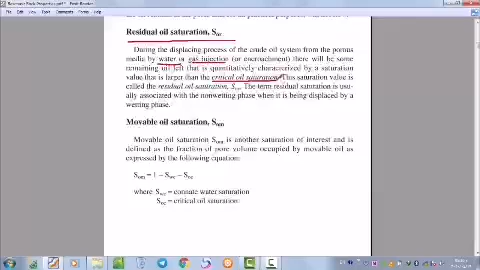 Residual oil saturation, Sor
During the displacing process of the crude oil system from the porous
media by water or gas injection (or encroachment) there will be some
remaining oil left that is quantitatively characterized by a saturation
value that is larger than the critical oil saturation. This saturation value is
called the residual oil saturation, Sor. The term residual saturation is usu-
ally associated with the nonwetting phase when it is being displaced by a
wetting phase.
Movable oil saturation, Som
Movable oil saturation Som is another saturation of interest and is
defined as the fraction of pore volume occupied by movable oil as
expressed by the following equation:
Som = 1 − Swc − Soc
where Swc = connate water saturation
Soc = critical oil saturation